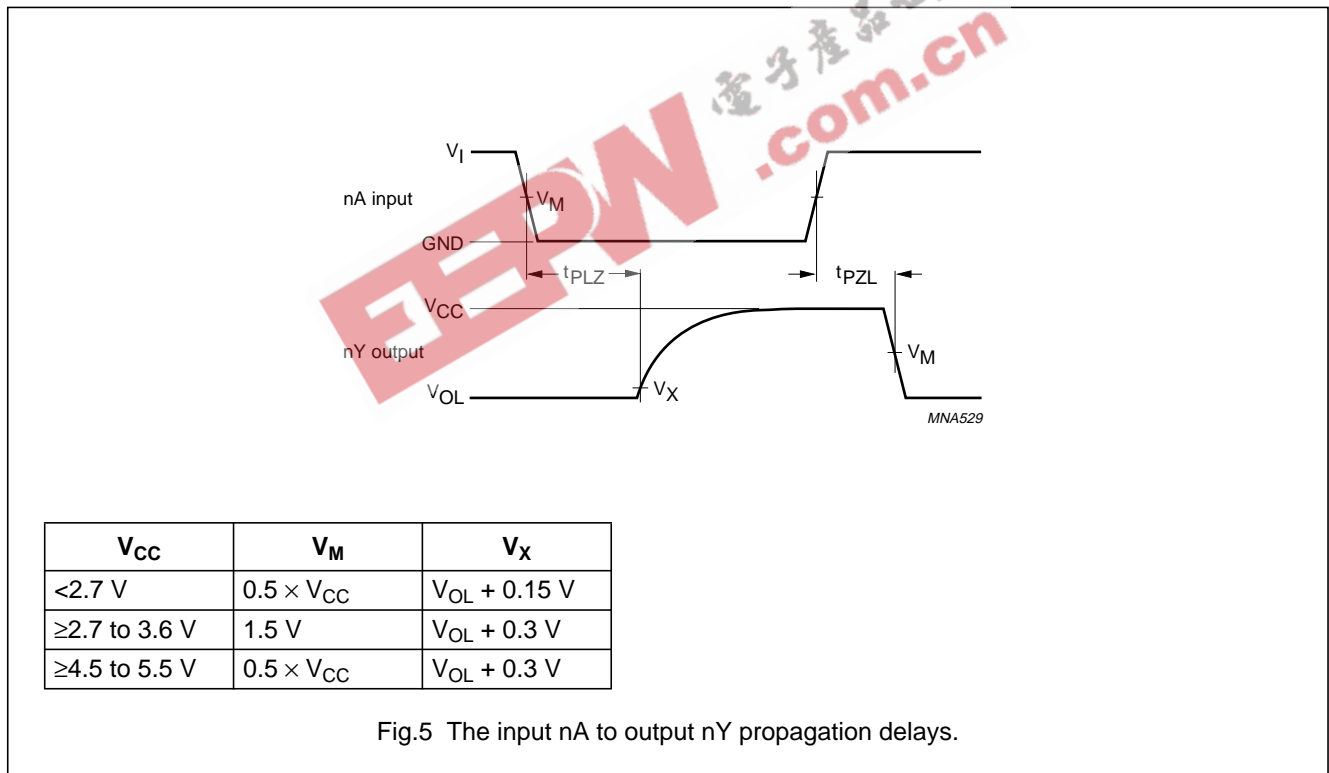 電子產品
.com.cn
EEPW
V_I
nA input
V_M
GND
t_PLZ
t_PZL
V_CC
nY output
V_M
V_OL
V_X
MNA529
V_CC V_M V_X
<2.7 V 0.5 × V_CC V_OL + 0.15 V
≥2.7 to 3.6 V 1.5 V V_OL + 0.3 V
≥4.5 to 5.5 V 0.5 × V_CC V_OL + 0.3 V
Fig.5 The input nA to output nY propagation delays.